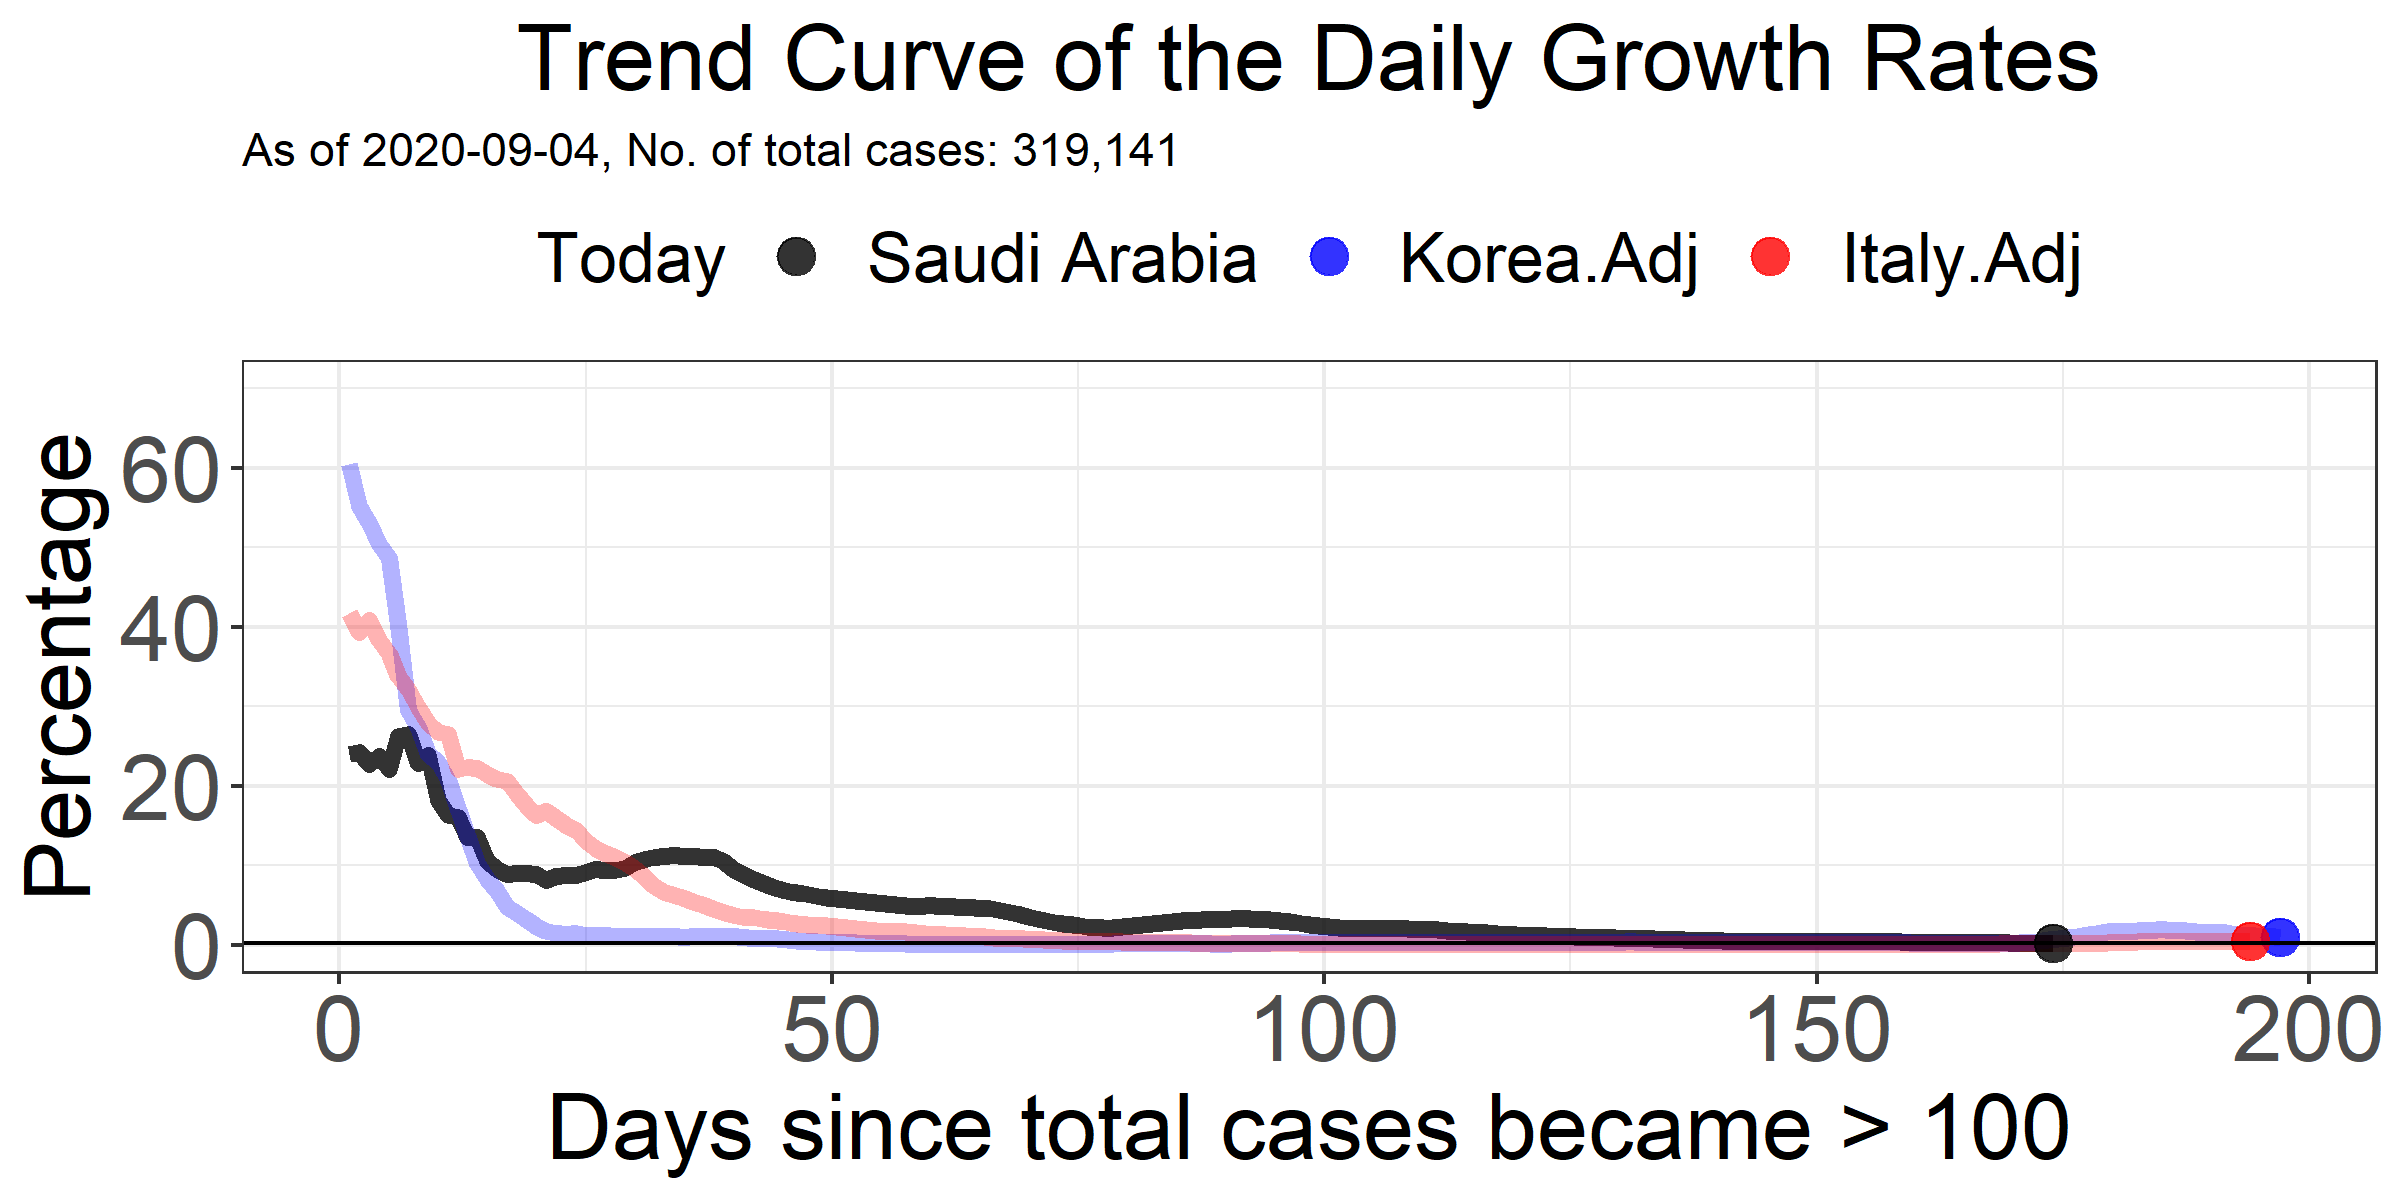 Trend Curve of the Daily Growth Rates
As of 2020-09-04, No. of total cases: 319,141
Today Saudi Arabia Korea.Adj Italy.Adj
Percentage
60
40
20
0
0 50 100 150 200
Days since total cases became > 100